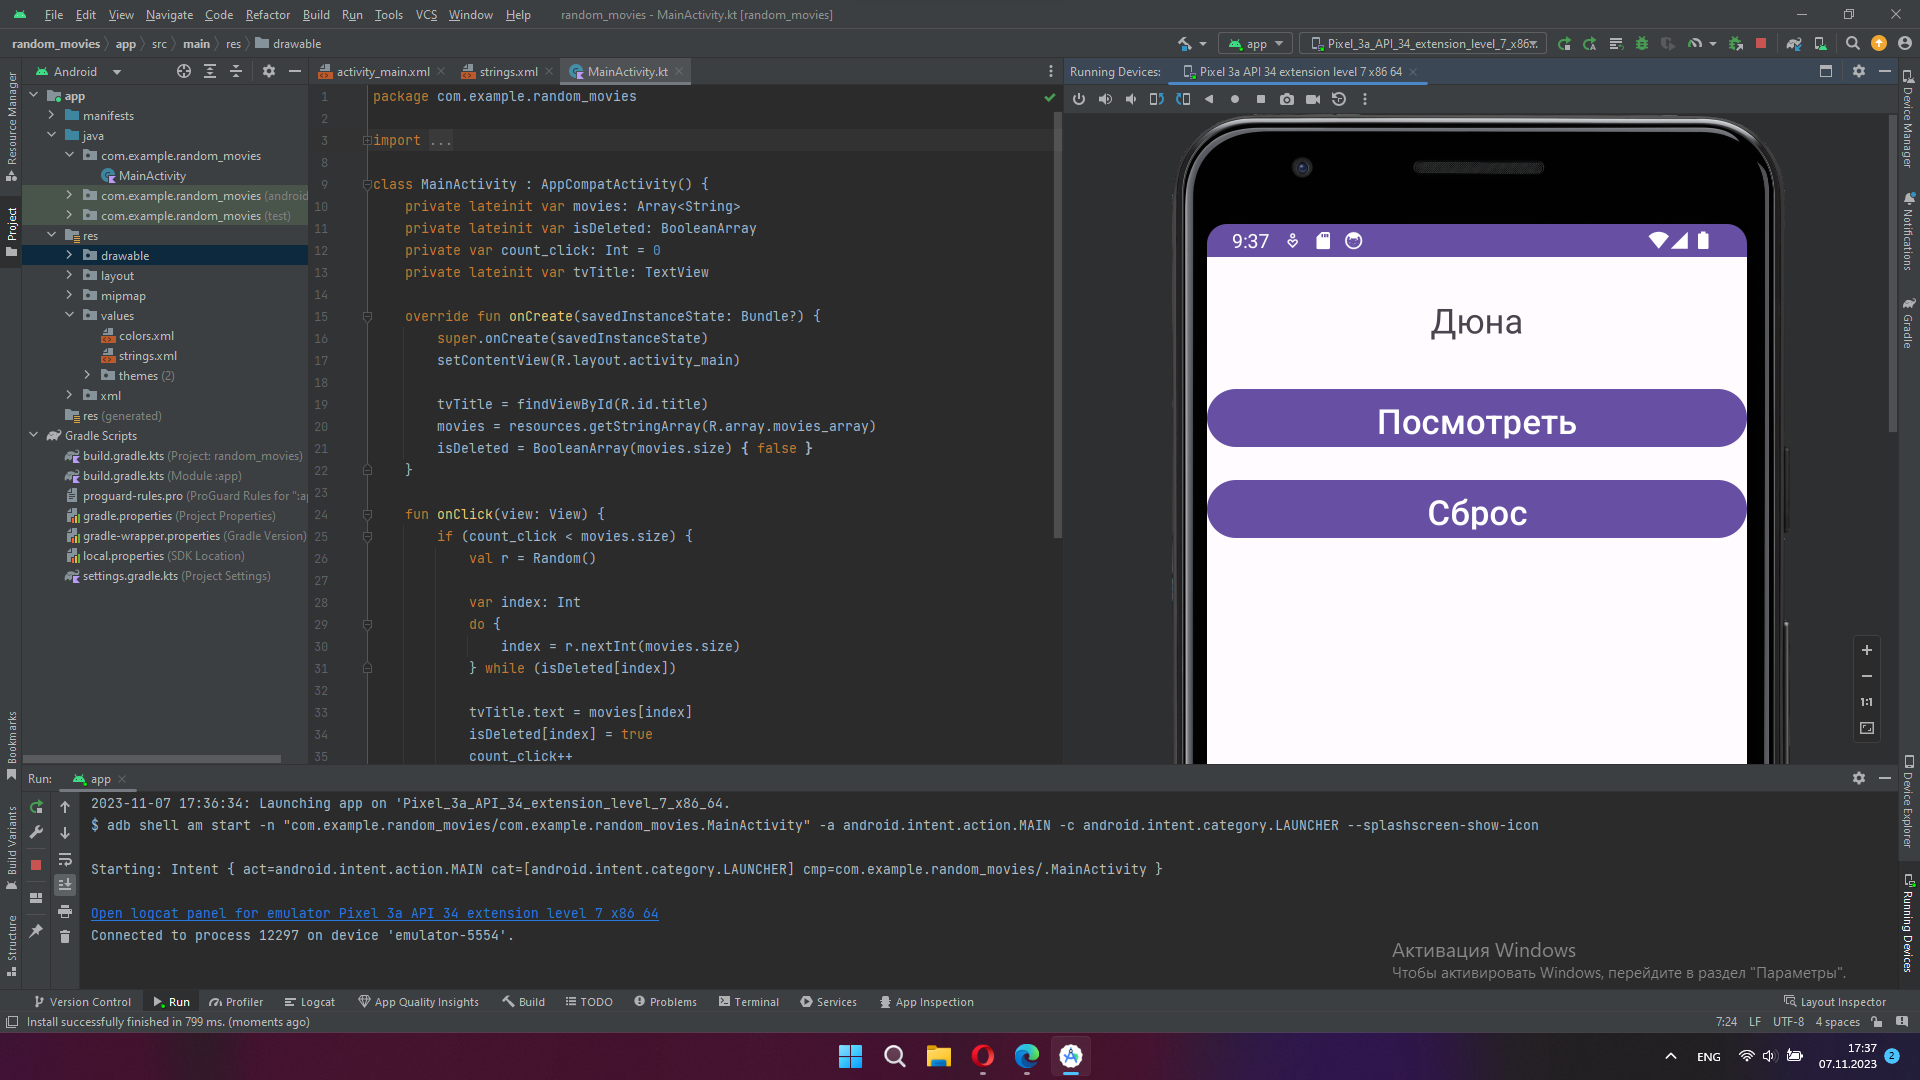 File Edit View Navigate Code Refactor Build Run Tools VCS Window Help random_movies - MainActivity.kt [random_movies]
random_movies app src main res drawable app Pixel_3a_API_34_extension_level_7_x86
Android activity_main.xml strings.xml MainActivity.kt Running Devices: Pixel 3a API 34 extension level 7 x86 64
Resource Manager
Project
Bookmarks
Build Variants
Structure
app
manifests
java
com.example.random_movies
MainActivity
com.example.random_movies (android
com.example.random_movies (test)
res
drawable
layout
mipmap
values
colors.xml
strings.xml
themes (2)
xml
res (generated)
Gradle Scripts
build.gradle.kts (Project: random_movies)
build.gradle.kts (Module :app)
proguard-rules.pro (ProGuard Rules for ":a
gradle.properties (Project Properties)
gradle-wrapper.properties (Gradle Version)
local.properties (SDK Location)
settings.gradle.kts (Project Settings)
1 package com.example.random_movies
2
3 import ...
8
9 class MainActivity : AppCompatActivity() {
10 private lateinit var movies: Array<String>
11 private lateinit var isDeleted: BooleanArray
12 private var count_click: Int = 0
13 private lateinit var tvTitle: TextView
14
15 override fun onCreate(savedInstanceState: Bundle?) {
16 super.onCreate(savedInstanceState)
17 setContentView(R.layout.activity_main)
18
19 tvTitle = findViewById(R.id.title)
20 movies = resources.getStringArray(R.array.movies_array)
21 isDeleted = BooleanArray(movies.size) { false }
22 }
23
24 fun onClick(view: View) {
25 if (count_click < movies.size) {
26 val r = Random()
27
28 var index: Int
29 do {
30 index = r.nextInt(movies.size)
31 } while (isDeleted[index])
32
33 tvTitle.text = movies[index]
34 isDeleted[index] = true
35 count_click++
9:37
Дюна
Посмотреть
Сброс
1:1
Device Manager
Notifications
Gradle
Device Explorer
Running Devices
Run: app
2023-11-07 17:36:34: Launching app on 'Pixel_3a_API_34_extension_level_7_x86_64.
$ adb shell am start -n "com.example.random_movies/com.example.random_movies.MainActivity" -a android.intent.action.MAIN -c android.intent.category.LAUNCHER --splashscreen-show-icon
Starting: Intent { act=android.intent.action.MAIN cat=[android.intent.category.LAUNCHER] cmp=com.example.random_movies/.MainActivity }
Open logcat panel for emulator Pixel 3a API 34 extension level 7 x86 64
Connected to process 12297 on device 'emulator-5554'.
Активация Windows
Чтобы активировать Windows, перейдите в раздел "Параметры".
Version Control Run Profiler Logcat App Quality Insights Build TODO Problems Terminal Services App Inspection Layout Inspector
Install successfully finished in 799 ms. (moments ago) 7:24 LF UTF-8 4 spaces
ENG 17:37 2
07.11.2023